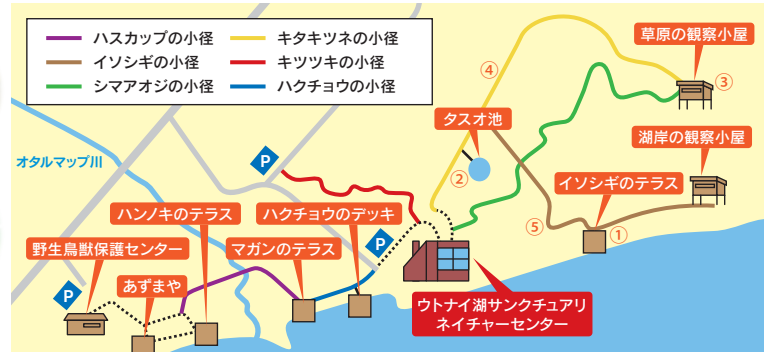 ハスカップの小径
キタキツネの小径
イソシギの小径
キツツキの小径
シマアオジの小径
ハクチョウの小径
草原の観察小屋
④
③
タスオ池
P
湖岸の観察小屋
オタルマップ川
②
イソシギのテラス
ハンノキのテラス
ハクチョウのデッキ
⑤
①
野生鳥獣保護センター
マガンのテラス
P
あずまや
P
ウトナイ湖サンクチュアリ
ネイチャーセンター